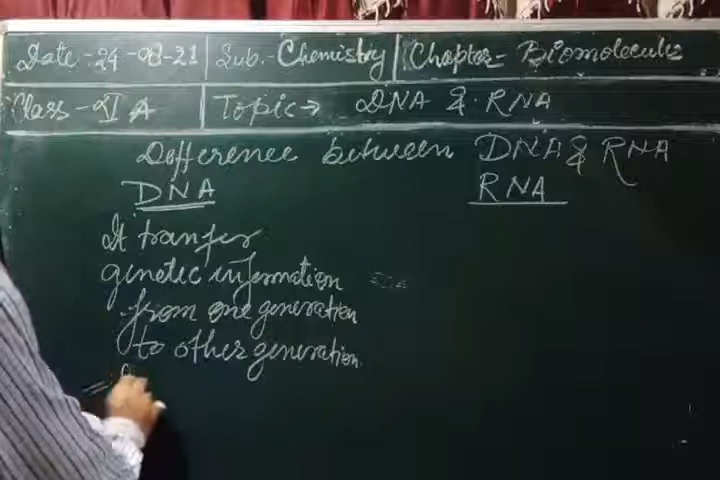 Date - 24-08-21 Sub.- Chemistry Chapter- Biomolecules
Class - XI A Topic → DNA & RNA
Difference between DNA & RNA
DNA RNA
It tranfer
genetic information
from one generation
to other generation.